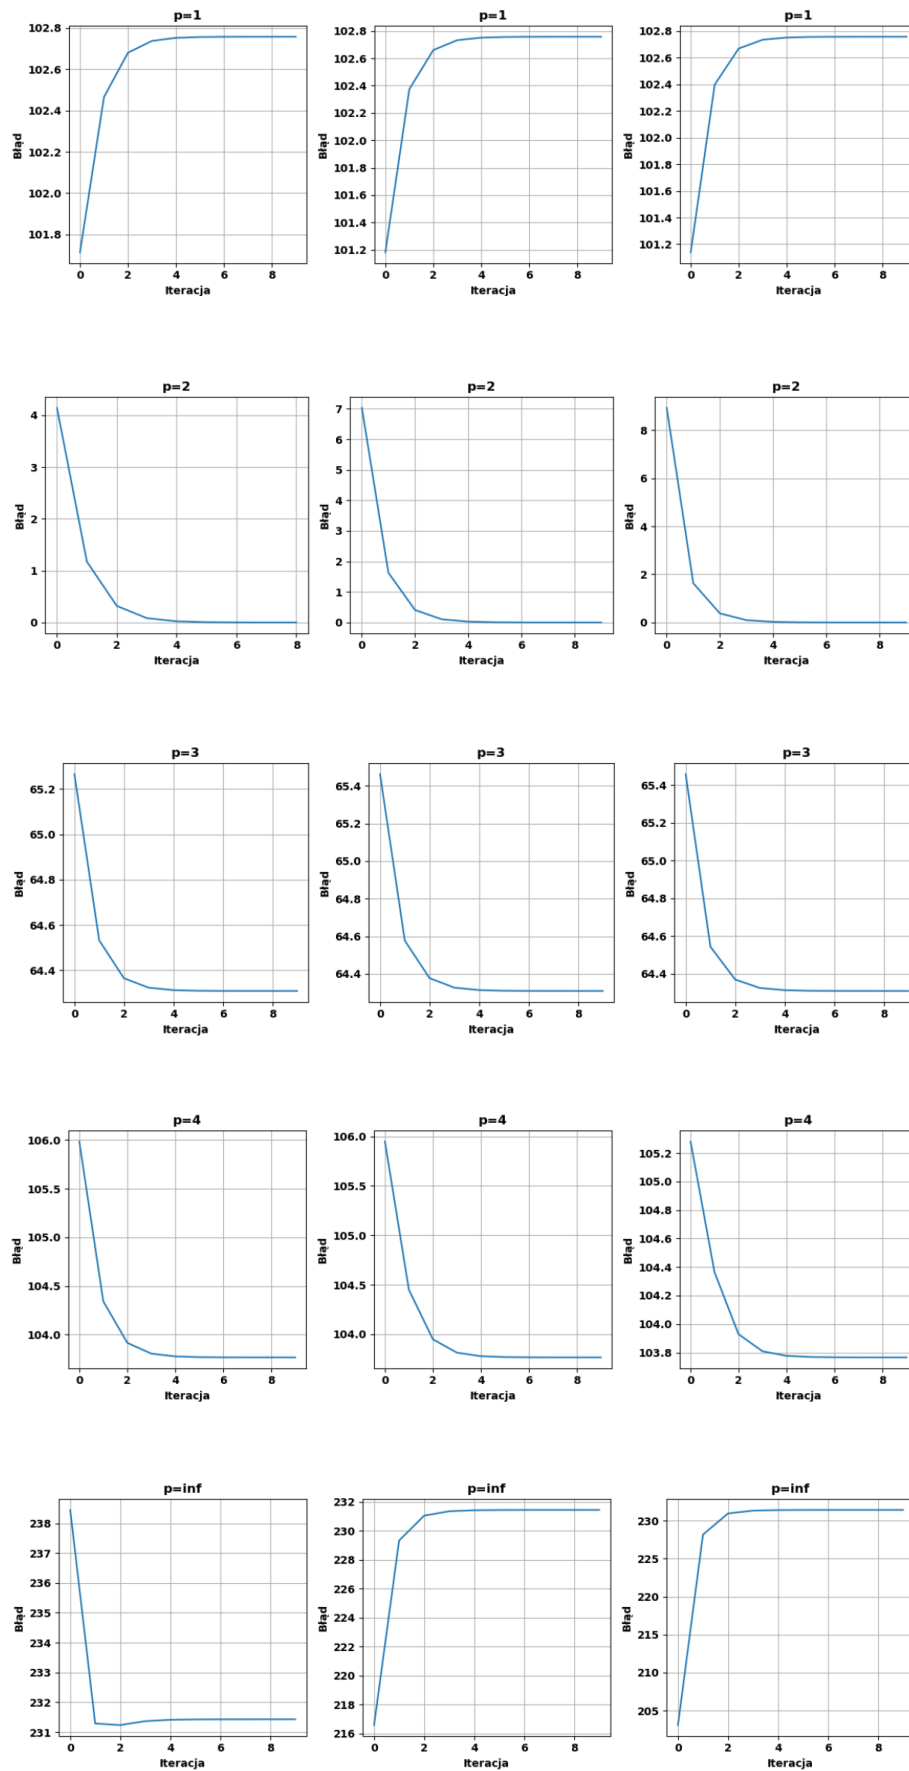 p=1
102.8
102.6
102.4
102.2
102.0
101.8
Błąd
0 2 4 6 8
Iteracja
p=1
102.8
102.6
102.4
102.2
102.0
101.8
101.6
101.4
101.2
Błąd
0 2 4 6 8
Iteracja
p=1
102.8
102.6
102.4
102.2
102.0
101.8
101.6
101.4
101.2
Błąd
0 2 4 6 8
Iteracja
p=2
4
3
2
1
0
Błąd
0 2 4 6 8
Iteracja
p=2
7
6
5
4
3
2
1
0
Błąd
0 2 4 6 8
Iteracja
p=2
8
6
4
2
0
Błąd
0 2 4 6 8
Iteracja
p=3
65.2
65.0
64.8
64.6
64.4
Błąd
0 2 4 6 8
Iteracja
p=3
65.4
65.2
65.0
64.8
64.6
64.4
Błąd
0 2 4 6 8
Iteracja
p=3
65.4
65.2
65.0
64.8
64.6
64.4
Błąd
0 2 4 6 8
Iteracja
p=4
106.0
105.5
105.0
104.5
104.0
Błąd
0 2 4 6 8
Iteracja
p=4
106.0
105.5
105.0
104.5
104.0
Błąd
0 2 4 6 8
Iteracja
p=4
105.2
105.0
104.8
104.6
104.4
104.2
104.0
103.8
Błąd
0 2 4 6 8
Iteracja
p=inf
238
237
236
235
234
233
232
231
Błąd
0 2 4 6 8
Iteracja
p=inf
232
230
228
226
224
222
220
218
216
Błąd
0 2 4 6 8
Iteracja
p=inf
230
225
220
215
210
205
Błąd
0 2 4 6 8
Iteracja